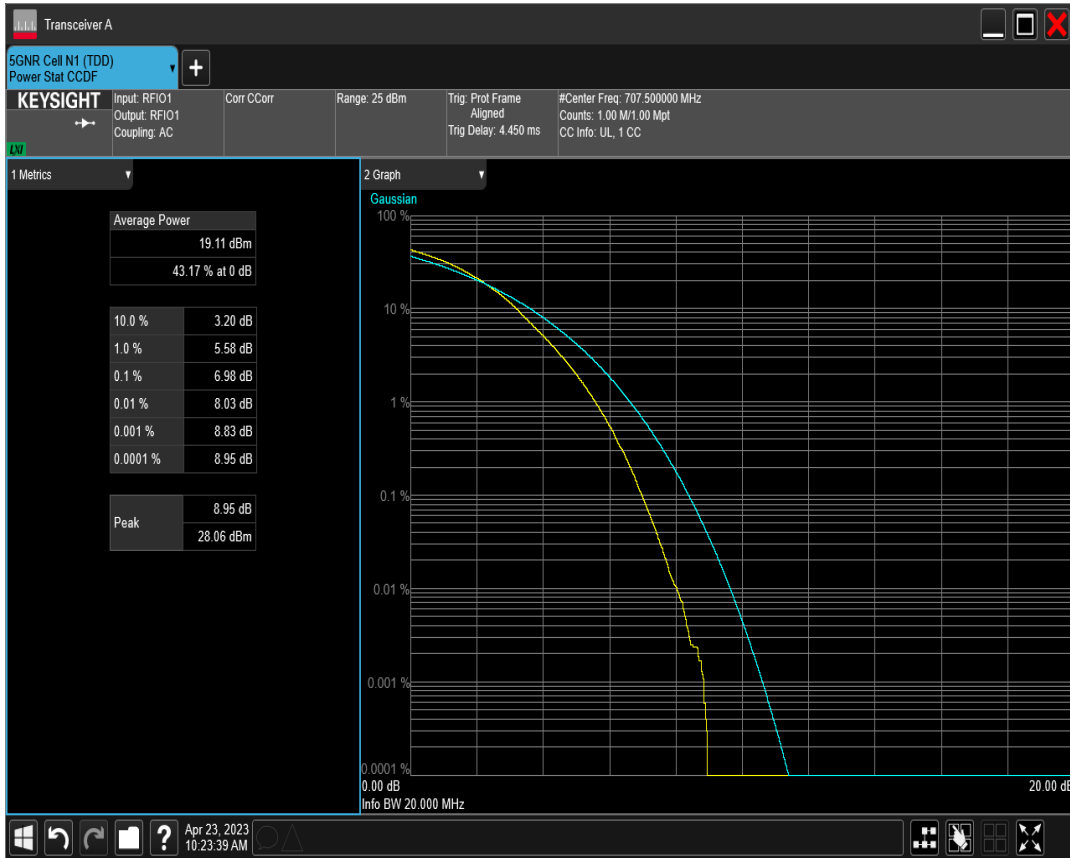 Transceiver A
5GNR Cell N1 (TDD)
Power Stat CCDF
+
KEYSIGHT
LXI
Input: RFIO1
Output: RFIO1
Coupling: AC
Corr CCorr
Range: 25 dBm
Trig: Prot Frame
Aligned
Trig Delay: 4.450 ms
#Center Freq: 707.500000 MHz
Counts: 1.00 M/1.00 Mpt
CC Info: UL, 1 CC
1 Metrics
Average Power
19.11 dBm
43.17 % at 0 dB
10.0 % 3.20 dB
1.0 % 5.58 dB
0.1 % 6.98 dB
0.01 % 8.03 dB
0.001 % 8.83 dB
0.0001 % 8.95 dB
Peak
8.95 dB
28.06 dBm
2 Graph
Gaussian
100 %
10 %
1 %
0.1 %
0.01 %
0.001 %
0.0001 %
0.00 dB 20.00 dB
Info BW 20.000 MHz
?
Apr 23, 2023
10:23:39 AM